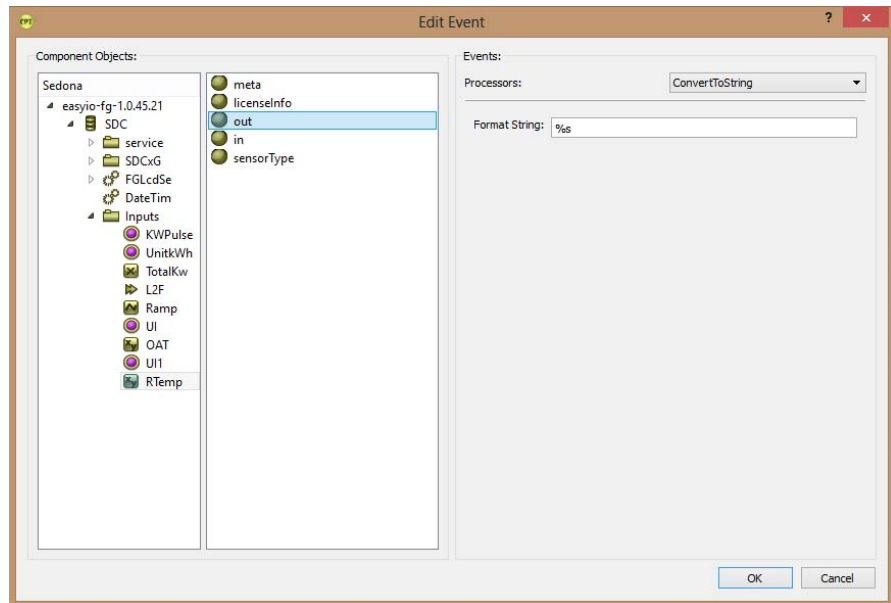 CPT
Edit Event
?
×
Component Objects:
Sedona
easyio-fg-1.0.45.21
SDC
service
SDCxG
FGLcdSe
DateTim
Inputs
KWPulse
UnitkWh
TotalKw
L2F
Ramp
UI
OAT
UI1
RTemp
meta
licenseInfo
out
in
sensorType
Events:
Processors:
ConvertToString
Format String:
%s
OK
Cancel